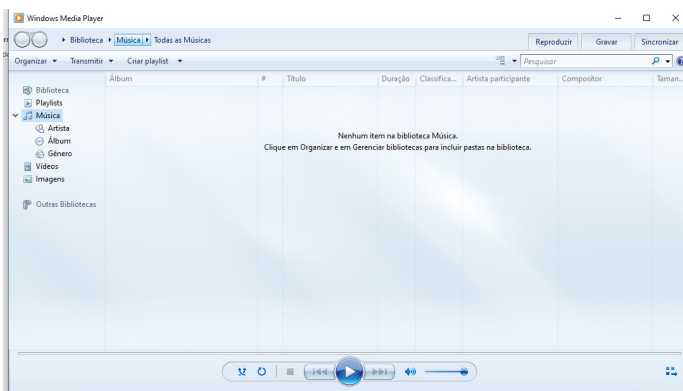 Windows Media Player
Biblioteca Música Todas as Músicas
Reproduzir Gravar Sincronizar
Organizar Transmitir Criar playlist Pesquisar
Álbum # Título Duração Classifica... Artista participante Compositor Taman...
Biblioteca
Playlists
Música
Artista
Álbum
Gênero
Vídeos
Imagens
Outras Bibliotecas
Nenhum item na biblioteca Música.
Clique em Organizar e em Gerenciar bibliotecas para incluir pastas na biblioteca.